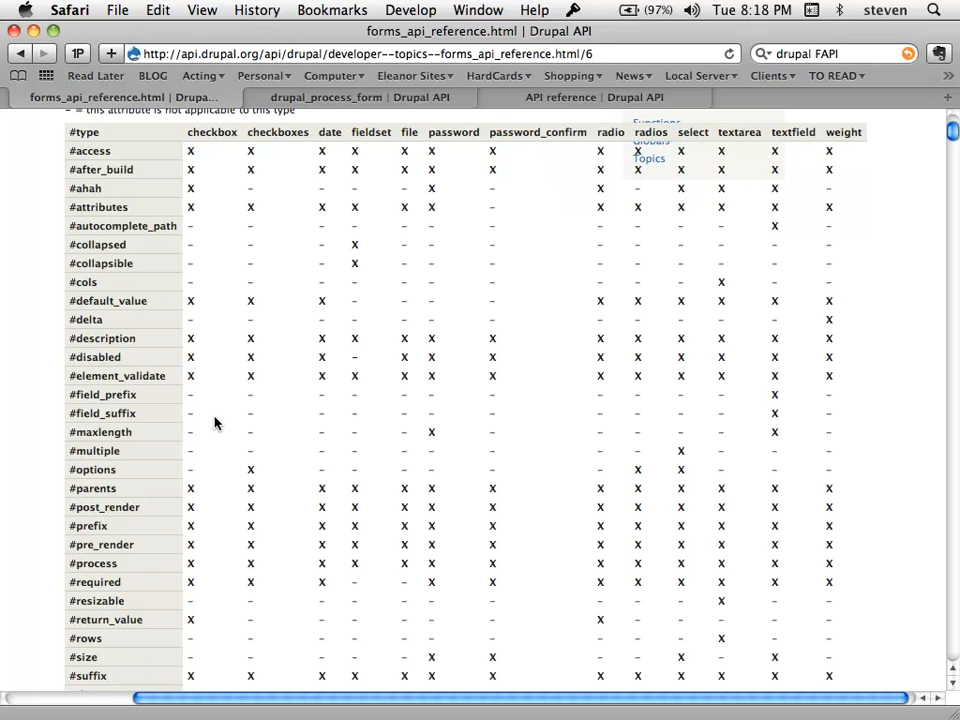 Safari File Edit View History Bookmarks Develop Window Help (97%) Tue 8:18 PM steven
forms_api_reference.html | Drupal API
1P + http://api.drupal.org/api/drupal/developer--topics--forms_api_reference.html/6 drupal FAPI
Read Later BLOG Acting Personal Computer Eleanor Sites HardCards Shopping News Local Server Clients TO READ »
forms_api_reference.html | Drupa... drupal_process_form | Drupal API API reference | Drupal API +
– = this attribute is not applicable to this type
Functions
#type checkbox checkboxes date fieldset file password password_confirm radio radios select textarea textfield weight
Globals
#access X X X X X X X X X X X X X
Topics
#after_build X X X X X X X X X X X X X
#ahah X – – – – X – X – X X X –
#attributes X X X X X X – X X X X X X
#autocomplete_path – – – – – – – – – – – X –
#collapsed – – – X – – – – – – – – –
#collapsible – – – X – – – – – – – – –
#cols – – – – – – – – – – X – –
#default_value X X X – – – – X X X X X X
#delta – – – – – – – – – – – – X
#description X X X X X X X X X X X X X
#disabled X X X – X X X X X X X X X
#element_validate X X X X X X X X X X X X X
#field_prefix – – – – – – – – – – – X –
#field_suffix – – – – – – – – – – – X –
#maxlength – – – – – X – – – – – X –
#multiple – – – – – – – – – X – – –
#options – X – – – – – – X X – – –
#parents X X X X X X X X X X X X X
#post_render X X X X X X X X X X X X X
#prefix X X X X X X X X X X X X X
#pre_render X X X X X X X X X X X X X
#process X X X X X X X X X X X X X
#required X X X – – X X X X X X X X
#resizable – – – – – – – – – – X – –
#return_value X – – – – – – X – – – – –
#rows – – – – – – – – – – X – –
#size – – – – – X X – – X – X –
#suffix X X X X X X X X X X X X X